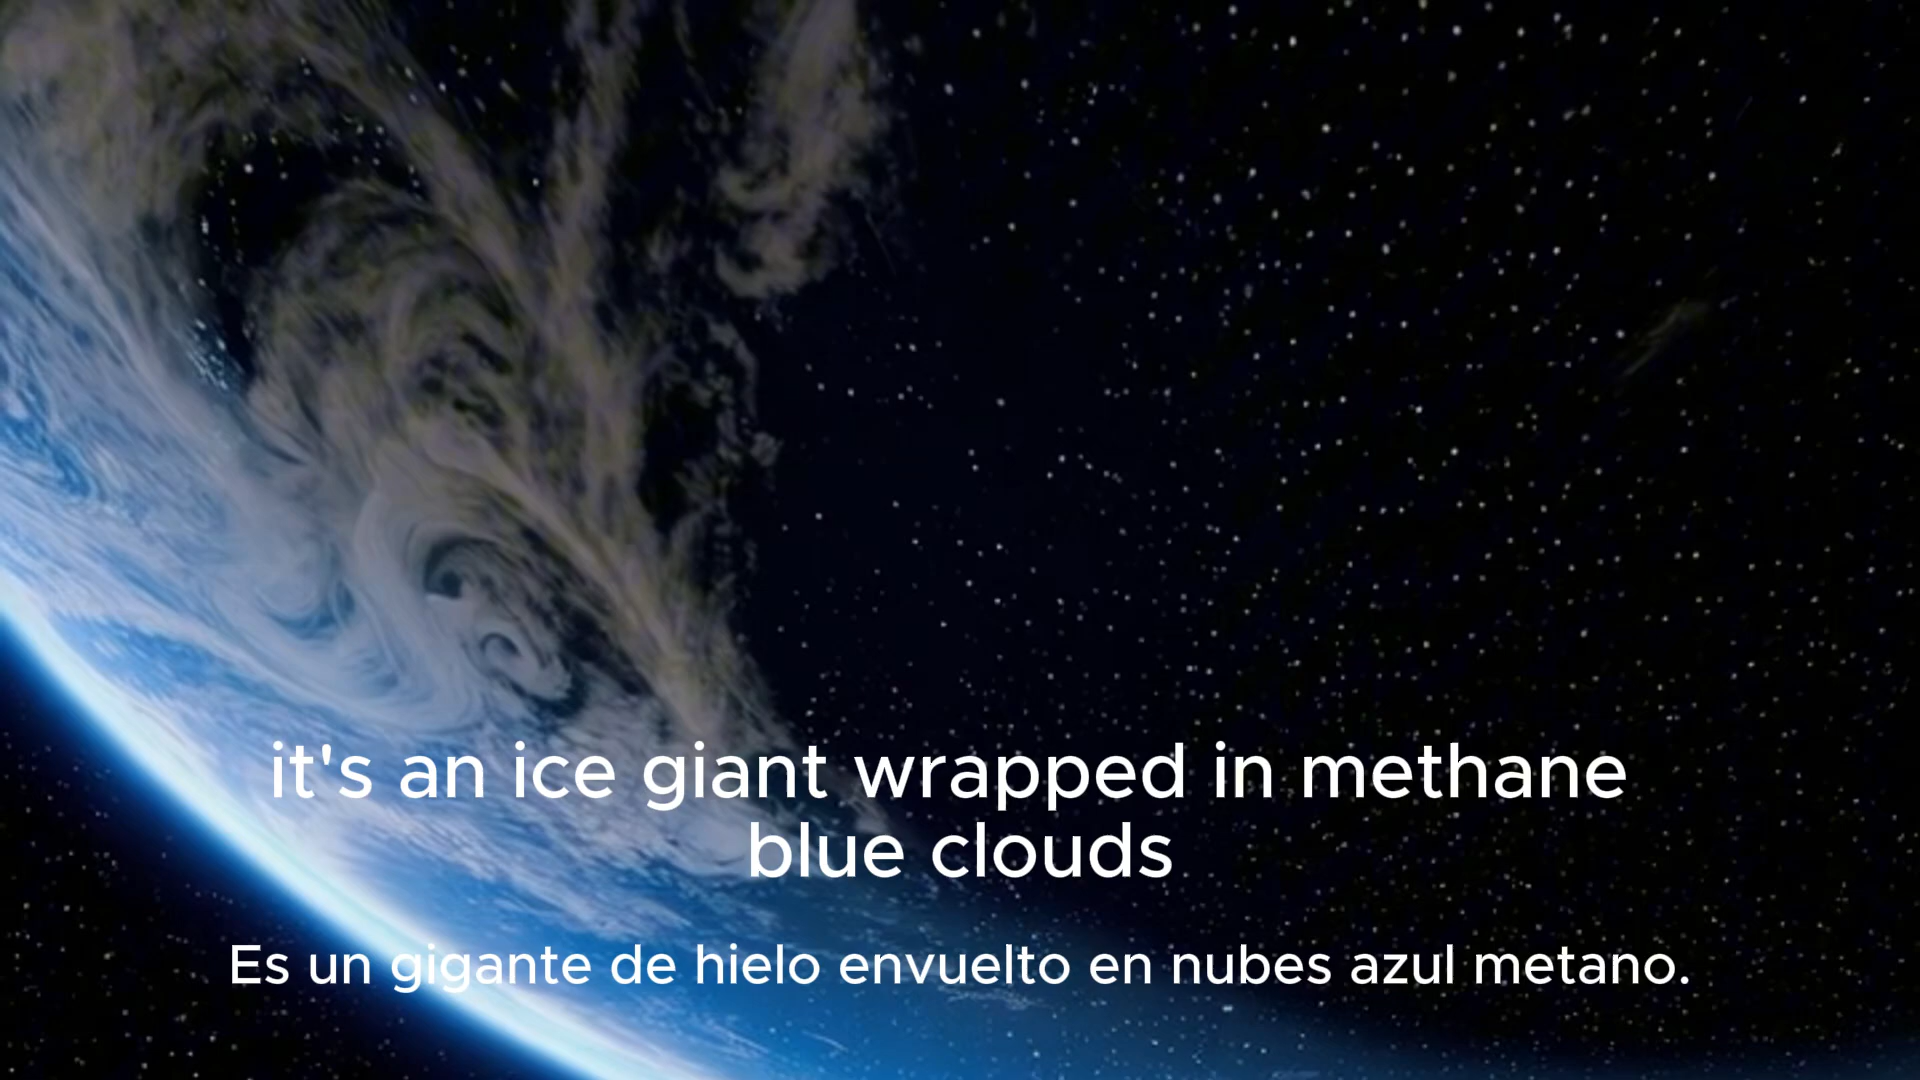 it's an ice giant wrapped in methane
blue clouds
Es un gigante de hielo envuelto en nubes azul metano.